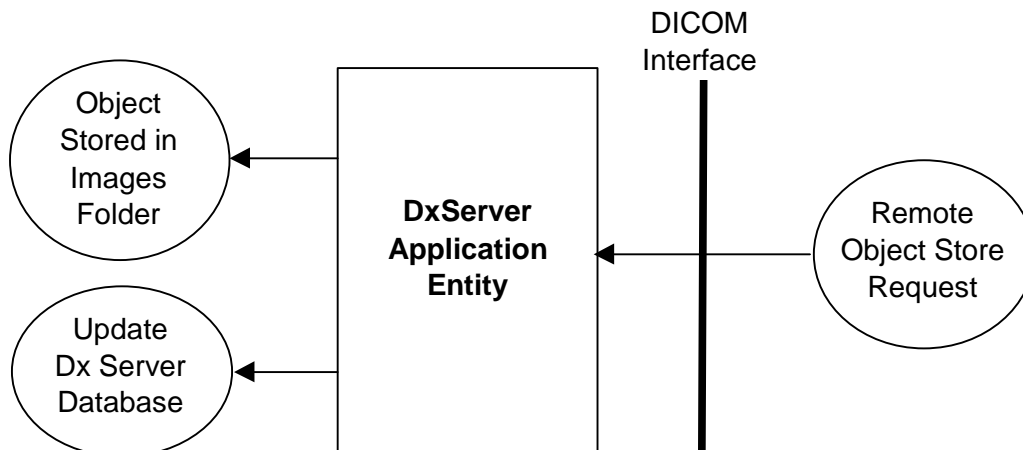 DICOM
Interface
Object
Stored in
Images
Folder
DxServer
Application
Entity
Remote
Object Store
Request
Update
Dx Server
Database